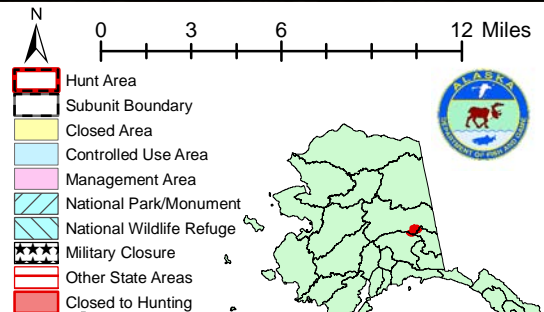 N
0 3 6 12 Miles
Hunt Area
Subunit Boundary
Closed Area
Controlled Use Area
Management Area
National Park/Monument
National Wildlife Refuge
Military Closure
Other State Areas
Closed to Hunting
ALASKA
DEPARTMENT OF FISH AND GAME